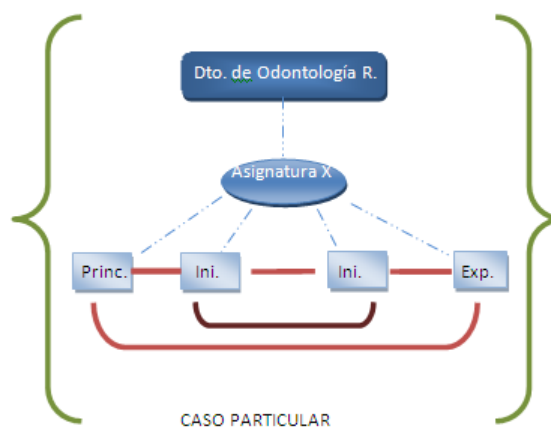 Dto. de Odontología R.
Asignatura X
Princ.
Ini.
Ini.
Exp.
CASO PARTICULAR